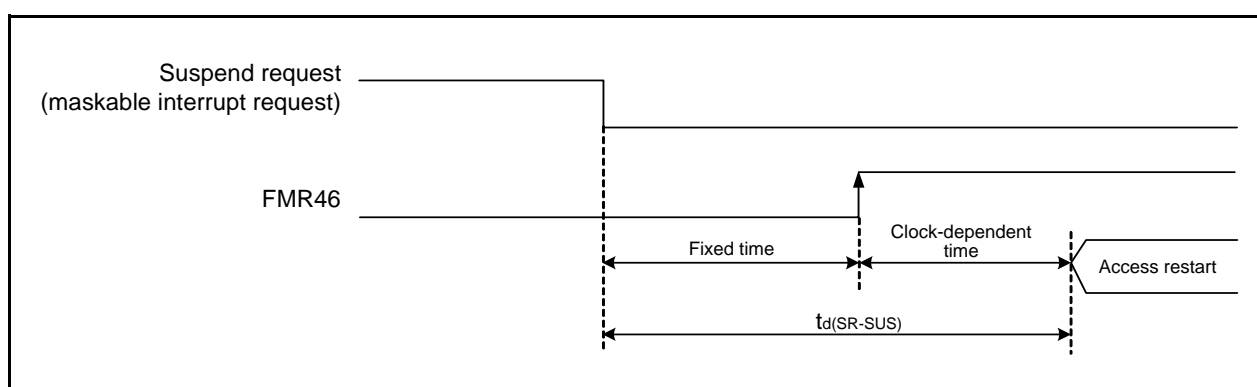 Suspend request
(maskable interrupt request)
FMR46
Fixed time
Clock-dependent
time
Access restart
td(SR-SUS)